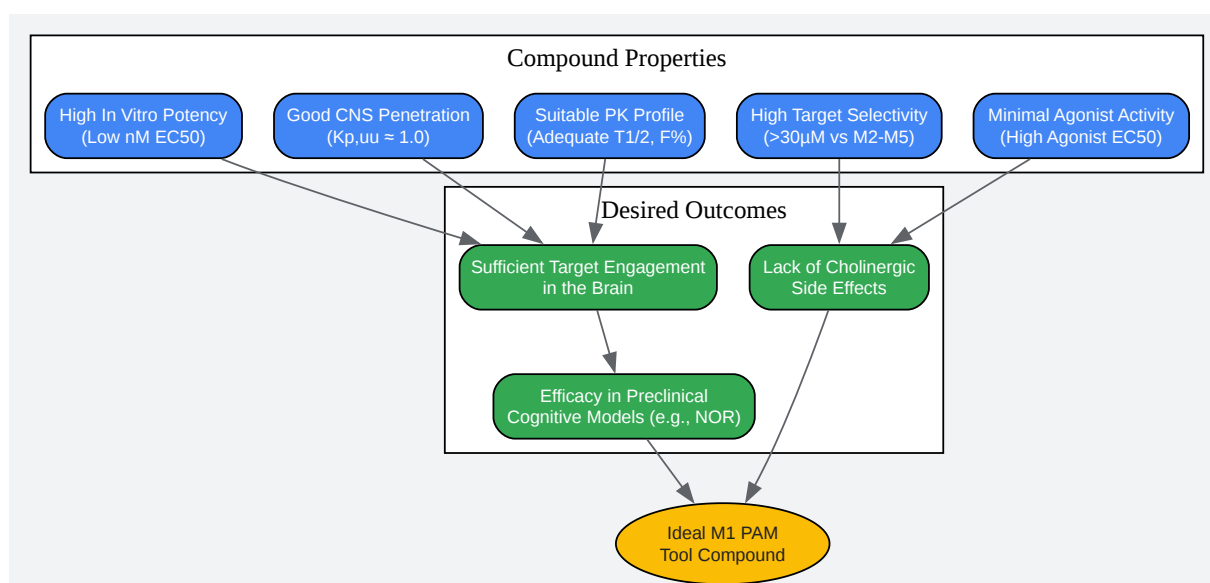 Compound Properties
High In Vitro Potency
(Low nM EC50)
Good CNS Penetration
(Kp,uu ≈ 1.0)
Suitable PK Profile
(Adequate T1/2, F%)
High Target Selectivity
(>30μM vs M2-M5)
Minimal Agonist Activity
(High Agonist EC50)
Desired Outcomes
Sufficient Target Engagement
in the Brain
Lack of Cholinergic
Side Effects
Efficacy in Preclinical
Cognitive Models (e.g., NOR)
Ideal M1 PAM
Tool Compound